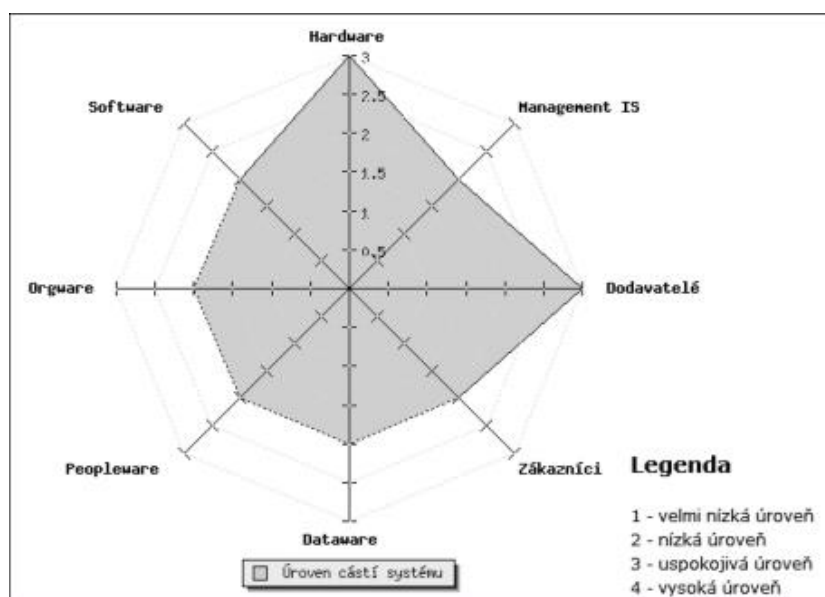 Hardware
3
Software
2.5
Management IS
2
1.5
1
0.5
Orgware
Dodavatelé
Peopleware
Zákazníci
Dataware
Úroven cástí systému
Legenda
1 - velmi nízká úroveň
2 - nízká úroveň
3 - uspokojivá úroveň
4 - vysoká úroveň